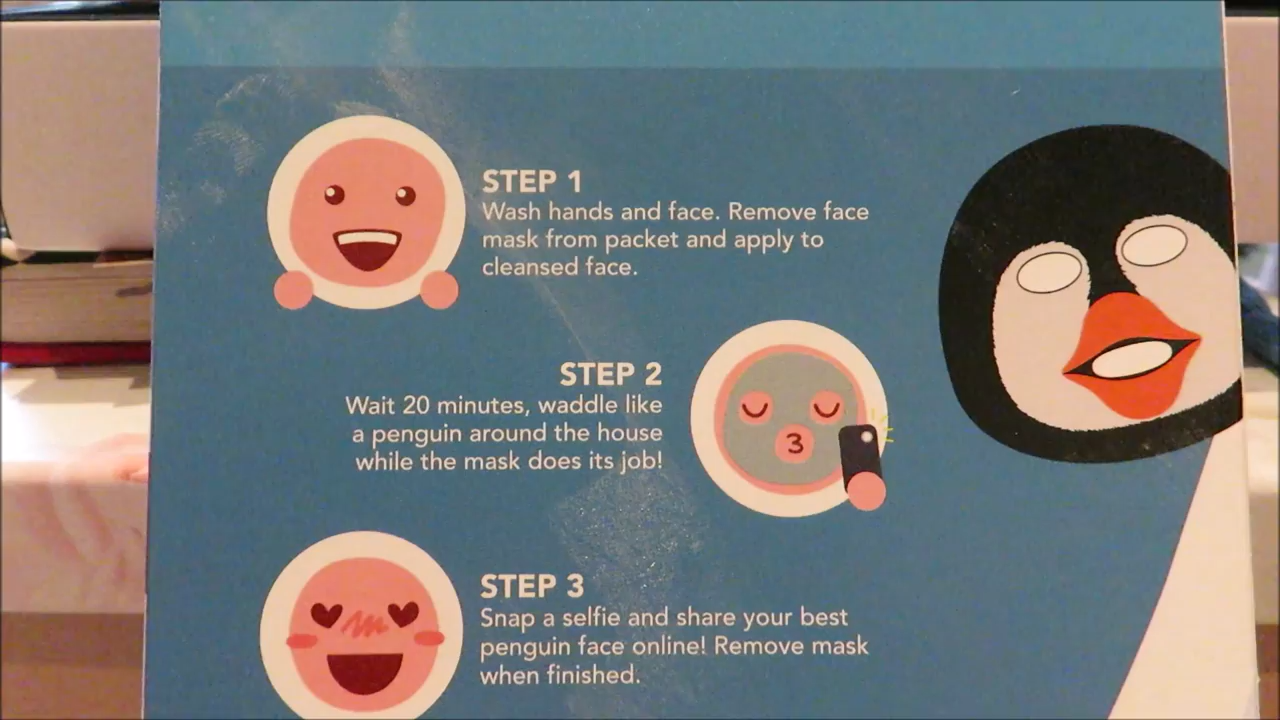 STEP 1
Wash hands and face. Remove face
mask from packet and apply to
cleansed face.
STEP 2
Wait 20 minutes, waddle like
a penguin around the house
while the mask does its job!
STEP 3
Snap a selfie and share your best
penguin face online! Remove mask
when finished.